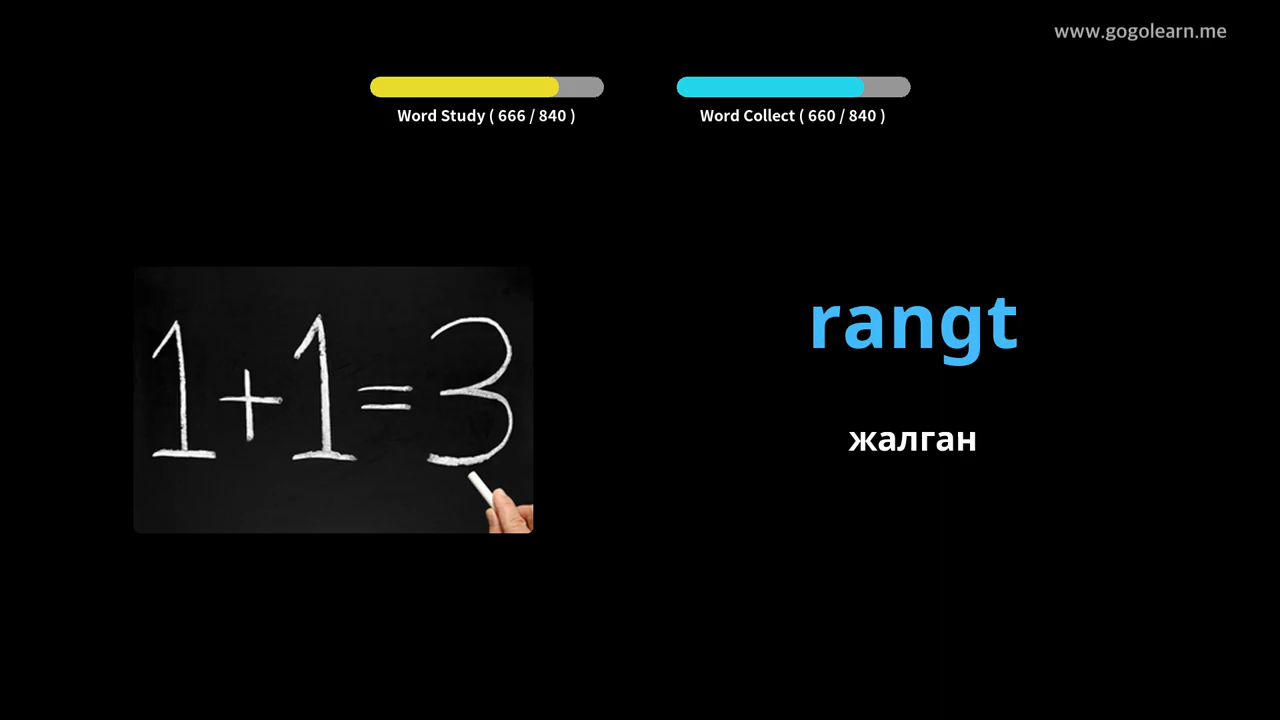 www.gogolearn.me
Word Study ( 666 / 840 )
Word Collect ( 660 / 840 )
1+1=3
rangt
жалган